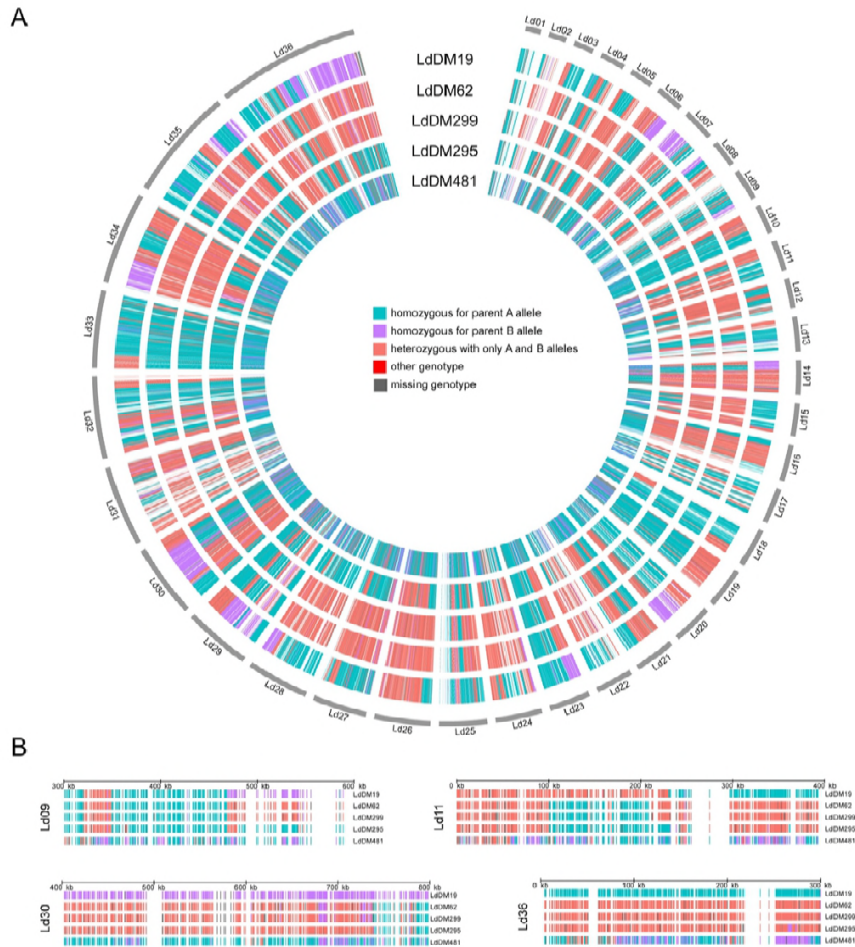 A
Ld01
Ld02
Ld03
Ld04
Ld05
Ld06
Ld07
Ld08
Ld09
Ld10
Ld11
Ld12
Ld13
Ld14
Ld15
Ld16
Ld17
Ld18
Ld19
Ld20
Ld21
Ld22
Ld23
Ld24
Ld25
Ld26
Ld27
Ld28
Ld29
Ld30
Ld31
Ld32
Ld33
Ld34
Ld35
Ld36
LdDM19
LdDM62
LdDM299
LdDM295
LdDM481
homozygous for parent A allele
homozygous for parent B allele
heterozygous with only A and B alleles
other genotype
missing genotype
B
Ld09
300 kb 400 kb 500 kb 600 kb
LdDM19
LdDM62
LdDM299
LdDM295
LdDM481
Ld11
0 kb 100 kb 200 kb 300 kb 400 kb
LdDM19
LdDM62
LdDM299
LdDM295
LdDM481
Ld30
400 kb 500 kb 600 kb 700 kb 800 kb
LdDM19
LdDM62
LdDM299
LdDM295
LdDM481
Ld36
0 kb 100 kb 200 kb 300 kb
LdDM19
LdDM62
LdDM299
LdDM295